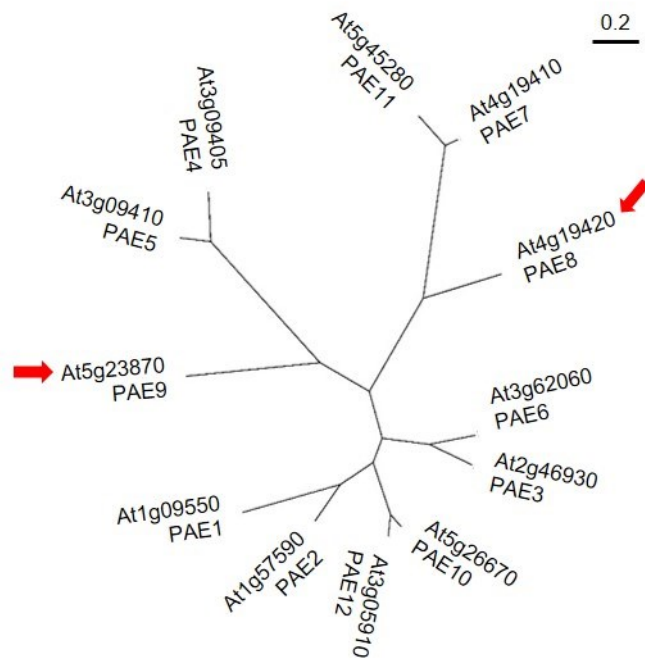 0.2
At5g45280
PAE11
At4g19410
PAE7
At3g09405
PAE4
At3g09410
PAE5
At4g19420
PAE8
At5g23870
PAE9
At3g62060
PAE6
At2g46930
PAE3
At1g09550
PAE1
At1g57590
PAE2
At3g05910
PAE12
At5g26670
PAE10